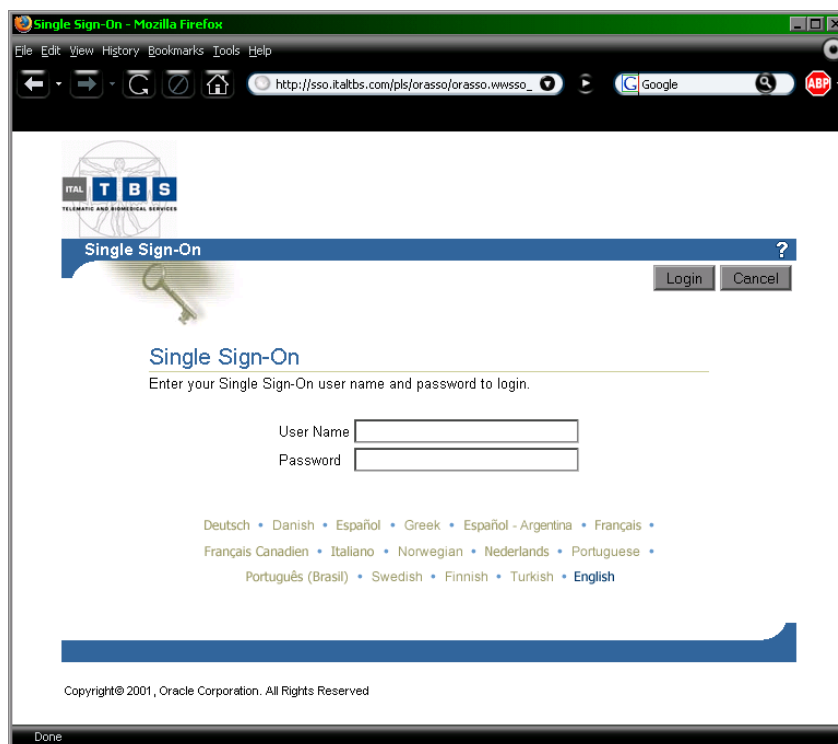 Single Sign-On - Mozilla Firefox
File Edit View History Bookmarks Tools Help
http://sso.italtbs.com/pls/orasso/orasso.wwsso_ G Google ABP
ITAL T B S
TELEMATIC AND BIOMEDICAL SERVICES
Single Sign-On ?
Login Cancel
Single Sign-On
Enter your Single Sign-On user name and password to login.
User Name
Password
Deutsch • Danish • Español • Greek • Español - Argentina • Français •
Français Canadien • Italiano • Norwegian • Nederlands • Portuguese •
Português (Brasil) • Swedish • Finnish • Turkish • English
Copyright© 2001, Oracle Corporation. All Rights Reserved
Done